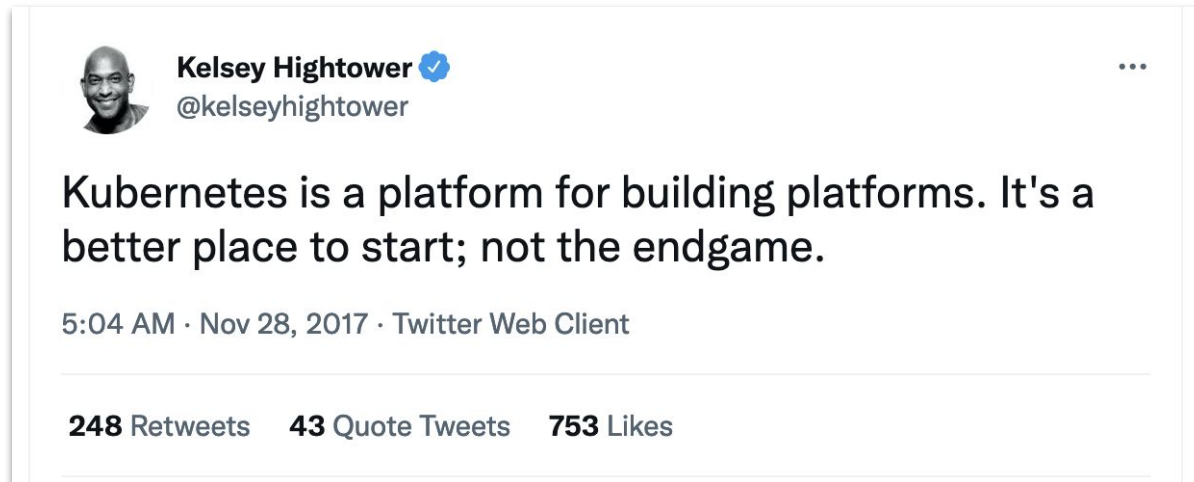 Kelsey Hightower
@kelseyhightower
Kubernetes is a platform for building platforms. It's a
better place to start; not the endgame.
5:04 AM · Nov 28, 2017 · Twitter Web Client
248 Retweets 43 Quote Tweets 753 Likes